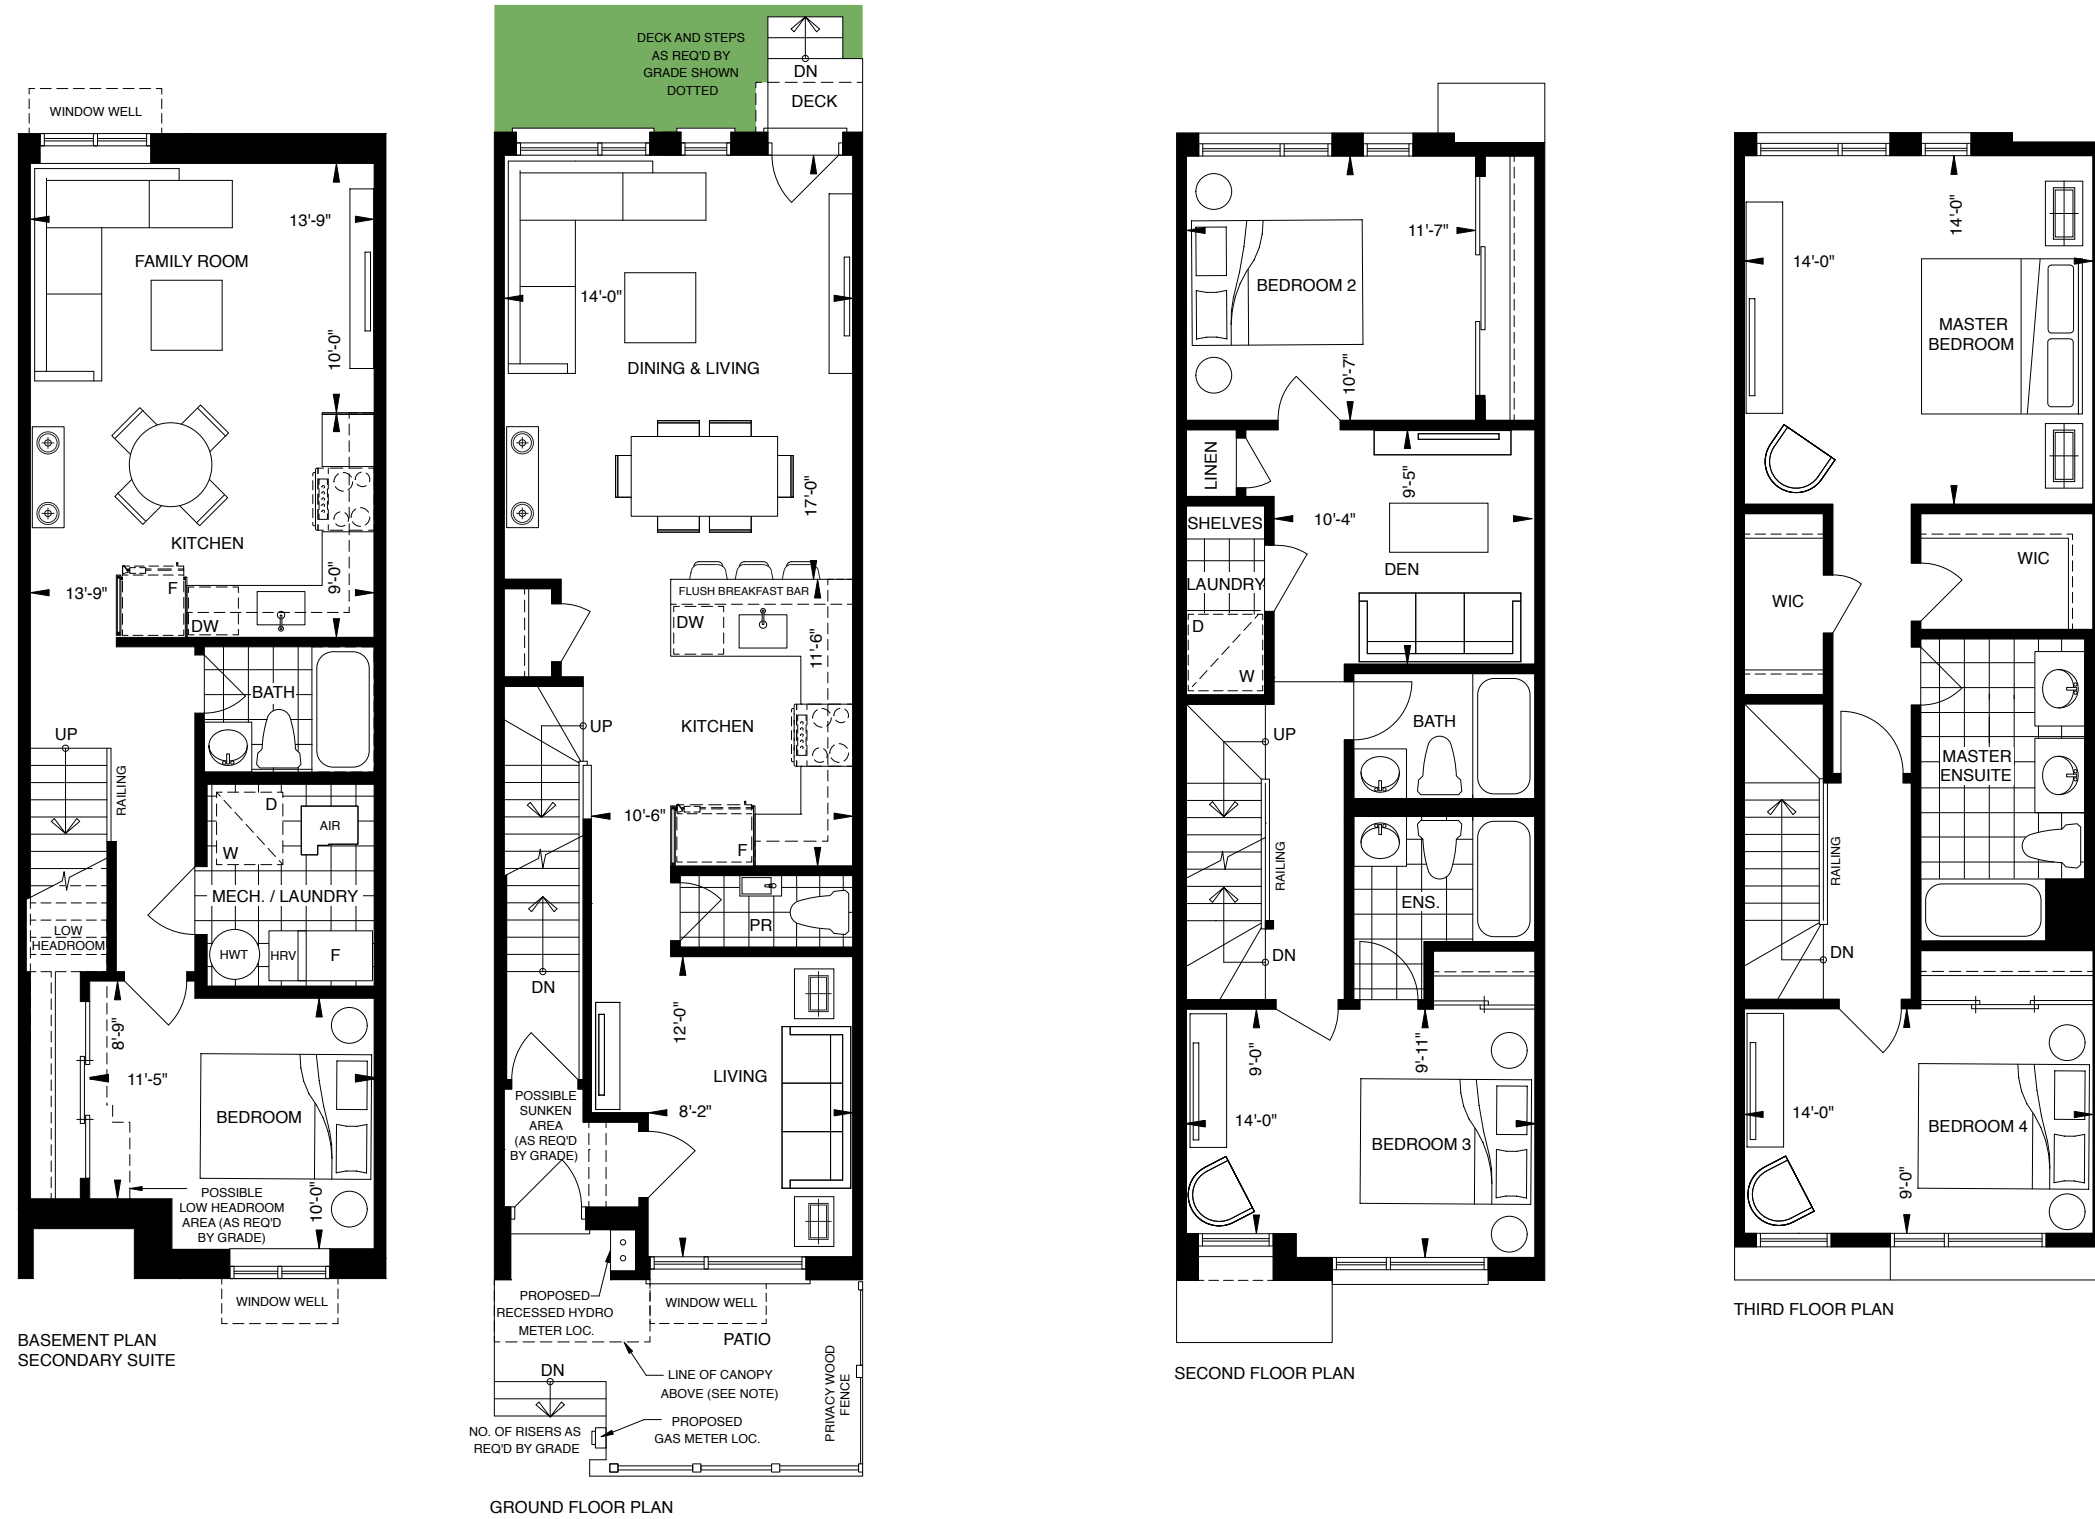 WINDOW WELL
13'-9"
FAMILY ROOM
10'-0"
KITCHEN
13'-9"
F
9'-0"
DW
BATH
UP
RAILING
D
AIR
W
MECH. / LAUNDRY
LOW
HEADROOM
HWT
HRV
F
8'-9"
11'-5"
BEDROOM
POSSIBLE
LOW HEADROOM
AREA (AS REQ'D
BY GRADE)
10'-0"
WINDOW WELL
BASEMENT PLAN
SECONDARY SUITE
DECK AND STEPS
AS REQ'D BY
GRADE SHOWN
DOTTED
DN
DECK
14'-0"
DINING & LIVING
17'-0"
FLUSH BREAKFAST BAR
DW
11'-6"
UP
KITCHEN
10'-6"
F
PR
DN
12'-0"
LIVING
POSSIBLE
SUNKEN
AREA
(AS REQ'D
BY GRADE)
8'-2"
PROPOSED
RECESSED HYDRO
METER LOC.
WINDOW WELL
PATIO
DN
LINE OF CANOPY
ABOVE (SEE NOTE)
PRIVACY WOOD
FENCE
NO. OF RISERS AS
REQ'D BY GRADE
PROPOSED
GAS METER LOC.
GROUND FLOOR PLAN
11'-7"
BEDROOM 2
10'-7"
LINEN
9'-5"
SHELVES
10'-4"
DEN
LAUNDRY
D
W
UP
BATH
RAILING
ENS.
DN
9'-0"
9'-11"
14'-0"
BEDROOM 3
SECOND FLOOR PLAN
14'-0"
14'-0"
MASTER
BEDROOM
WIC
WIC
MASTER
ENSUITE
RAILING
DN
14'-0"
BEDROOM 4
9'-0"
THIRD FLOOR PLAN